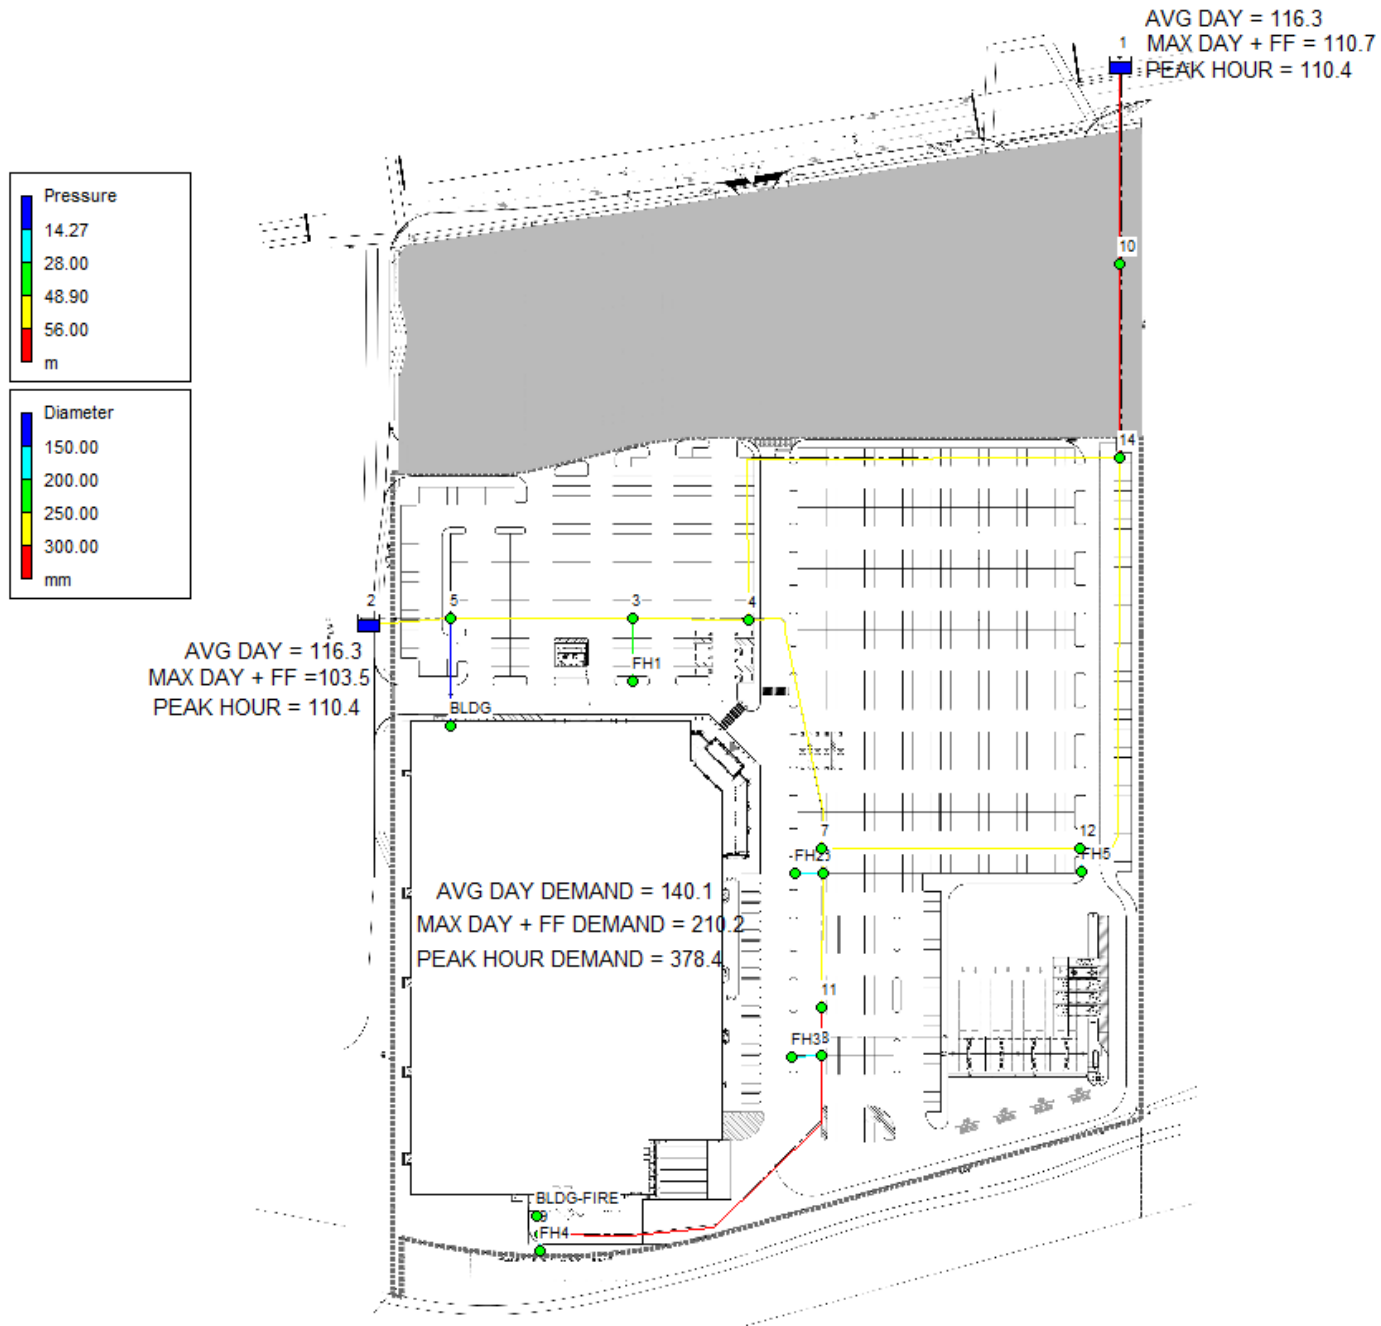 AVG DAY = 116.3
1
MAX DAY + FF = 110.7
PEAK HOUR = 110.4
Pressure
14.27
28.00
48.90
56.00
m
10
Diameter
150.00
200.00
250.00
300.00
mm
14
2
5
3
4
AVG DAY = 116.3
MAX DAY + FF =103.5
PEAK HOUR = 110.4
FH1
BLDG
7
12
FH5
AVG DAY DEMAND = 140.1
MAX DAY + FF DEMAND = 210.2
PEAK HOUR DEMAND = 378.4
11
BLDG-FIRE
FH4